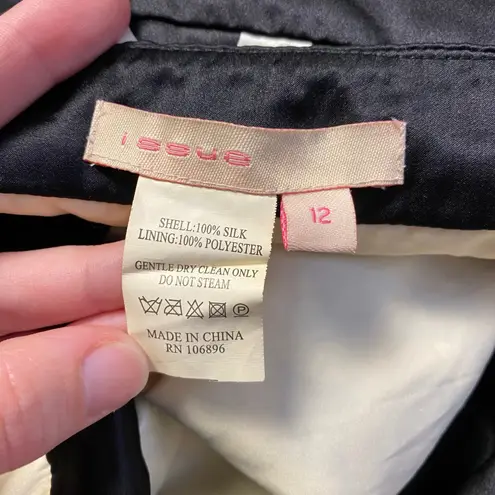 issue
12
SHELL:100% SILK
LINING:100% POLYESTER
GENTLE DRY CLEAN ONLY
DO NOT STEAM
P
MADE IN CHINA
RN 106896